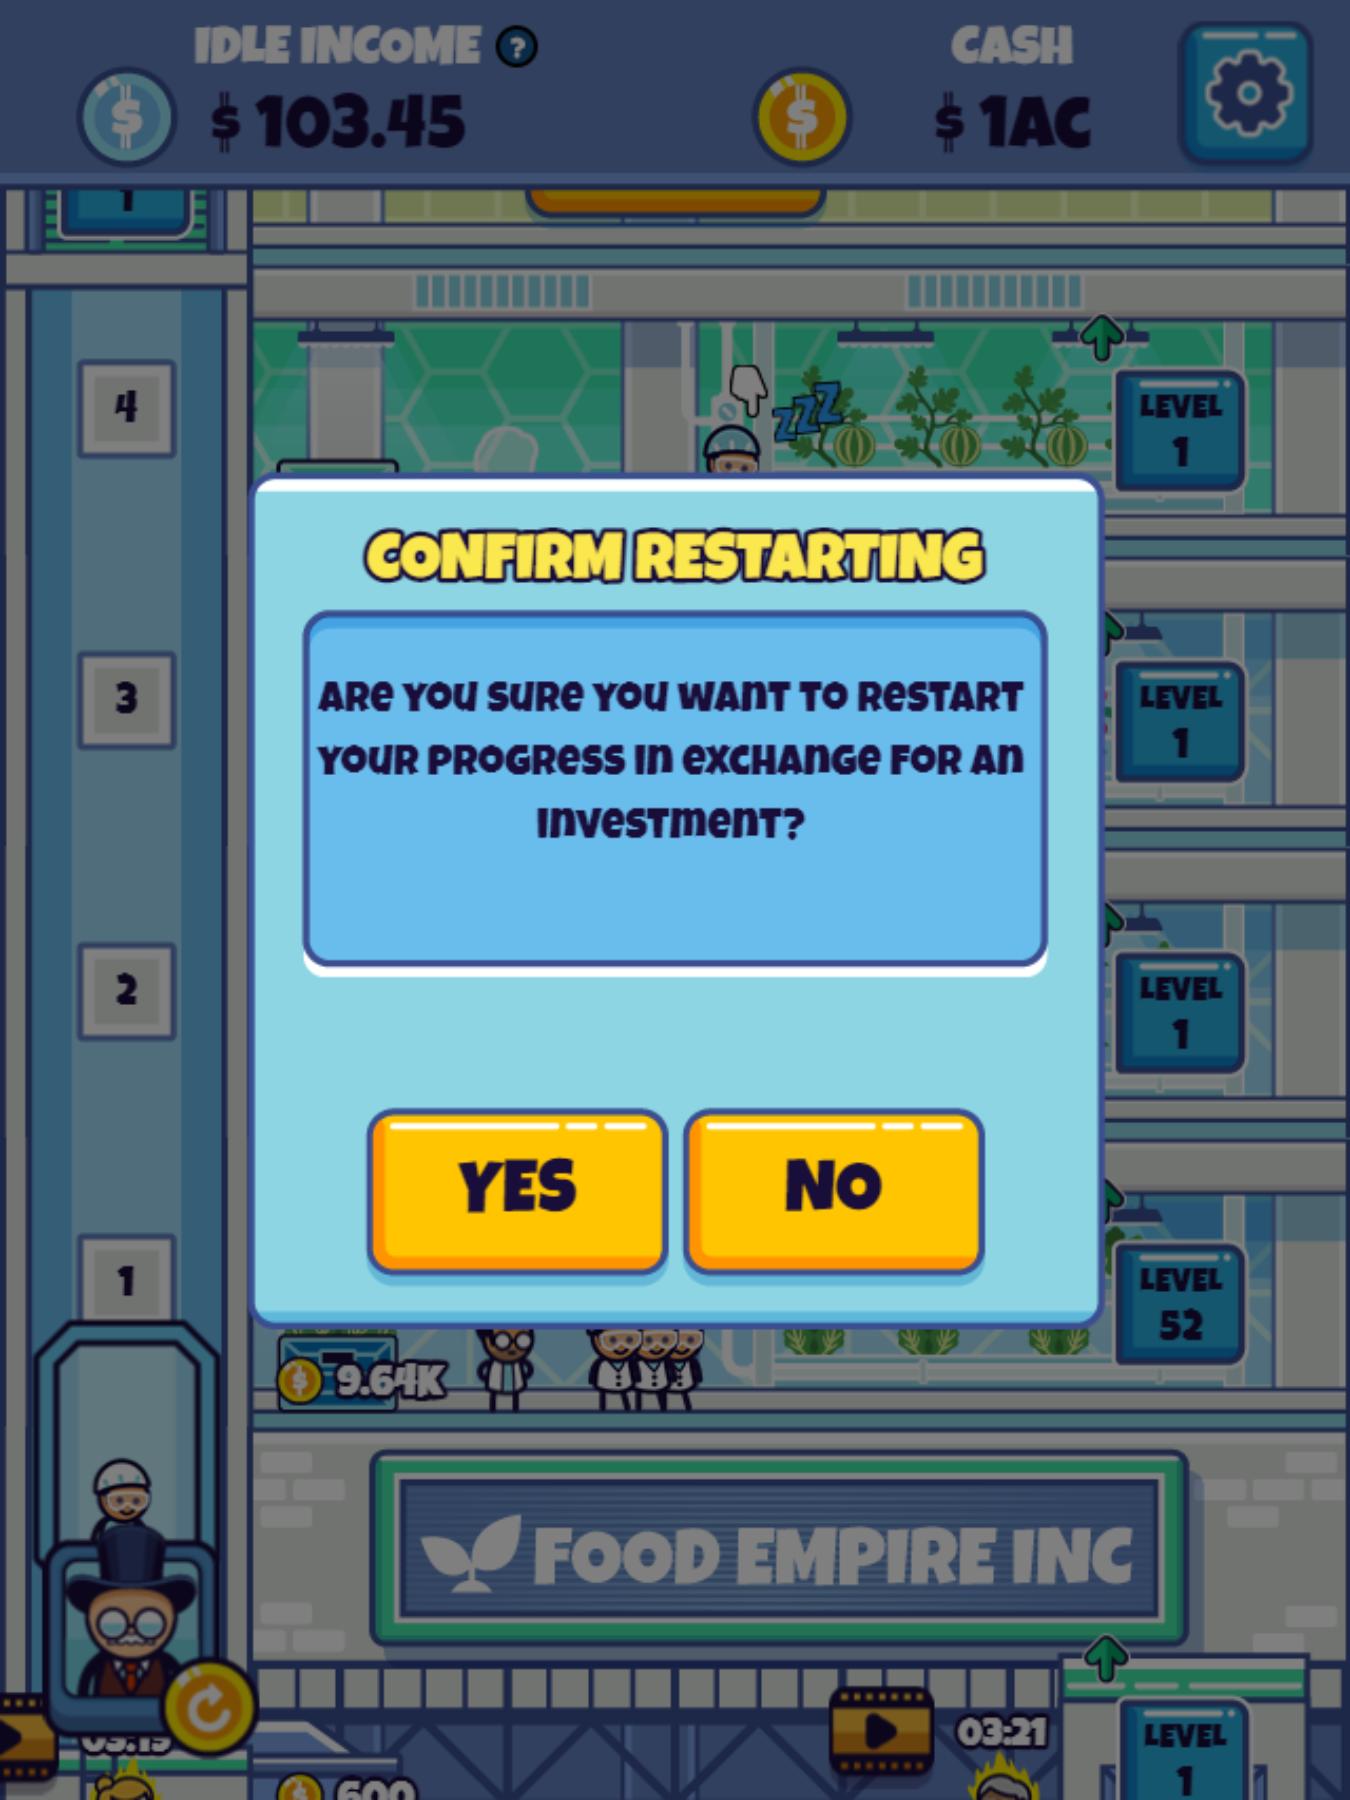 IDLE INCOME ?
CASH
$ 103.45
$ 1AC
1
4
ZZZ
LEVEL
1
CONFIRM RESTARTING
ARE YOU SURE YOU WANT TO RESTART
YOUR PROGRESS IN EXCHANGE FOR AN
INVESTMENT?
3
LEVEL
1
2
LEVEL
1
YES
NO
1
LEVEL
52
9.64K
FOOD EMPIRE INC
03:21
LEVEL
1
600